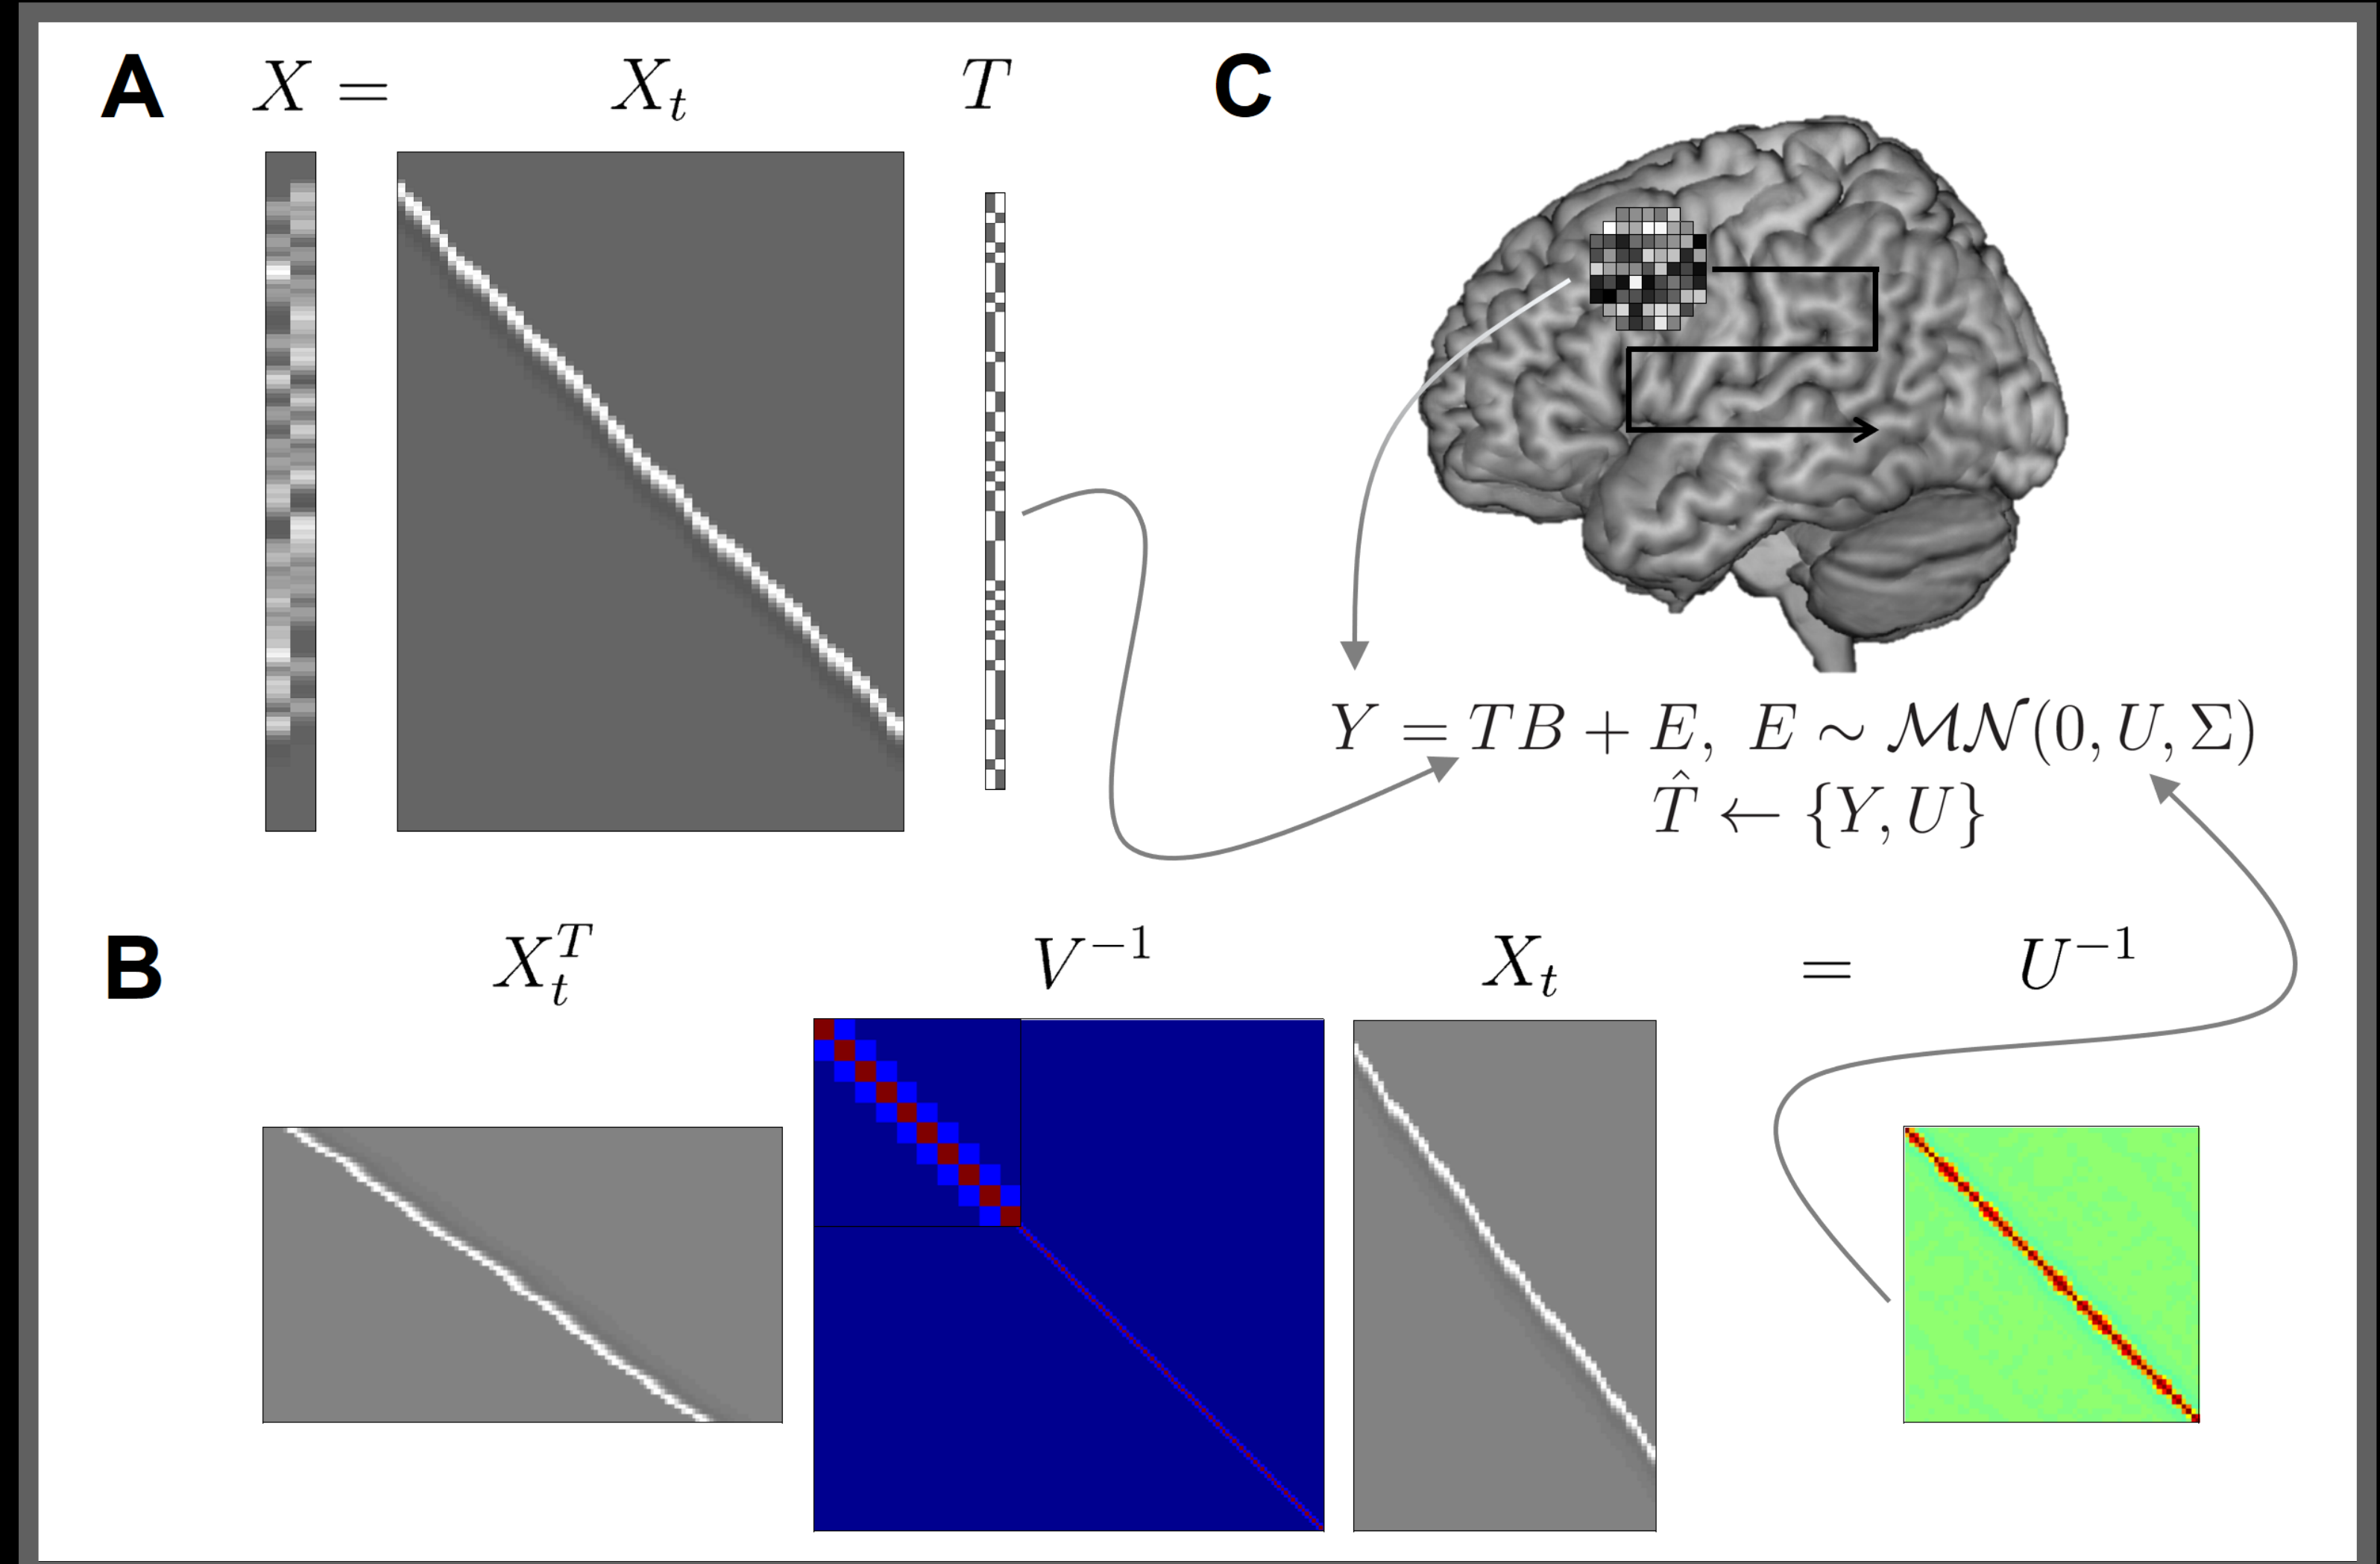 A X = X_t T
C
Y = TB + E, E ∼ 𝓜𝓝(0, U, Σ)
T̂ ← {Y, U}
B X_t^T V^{−1} X_t = U^{−1}